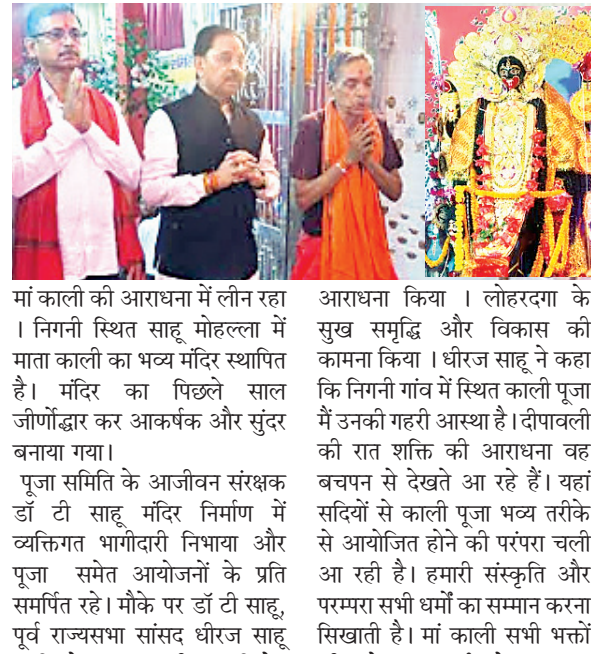 मां काली की आराधना में लीन रहा
। निगनी स्थित साहू मोहल्ला में
माता काली का भव्य मंदिर स्थापित
है। मंदिर का पिछले साल
जीर्णोद्धार कर आकर्षक और सुंदर
बनाया गया।
पूजा समिति के आजीवन संरक्षक
डॉ टी साहू मंदिर निर्माण में
व्यक्तिगत भागीदारी निभाया और
पूजा समेत आयोजनों के प्रति
समर्पित रहे। मौके पर डॉ टी साहू,
पूर्व राज्यसभा सांसद धीरज साहू
आराधना किया । लोहरदगा के
सुख समृद्धि और विकास की
कामना किया । धीरज साहू ने कहा
कि निगनी गांव में स्थित काली पूजा
मैं उनकी गहरी आस्था है। दीपावली
की रात शक्ति की आराधना वह
बचपन से देखते आ रहे हैं। यहां
सदियों से काली पूजा भव्य तरीके
से आयोजित होने की परंपरा चली
आ रही है। हमारी संस्कृति और
परम्परा सभी धर्मों का सम्मान करना
सिखाती है। मां काली सभी भक्तों